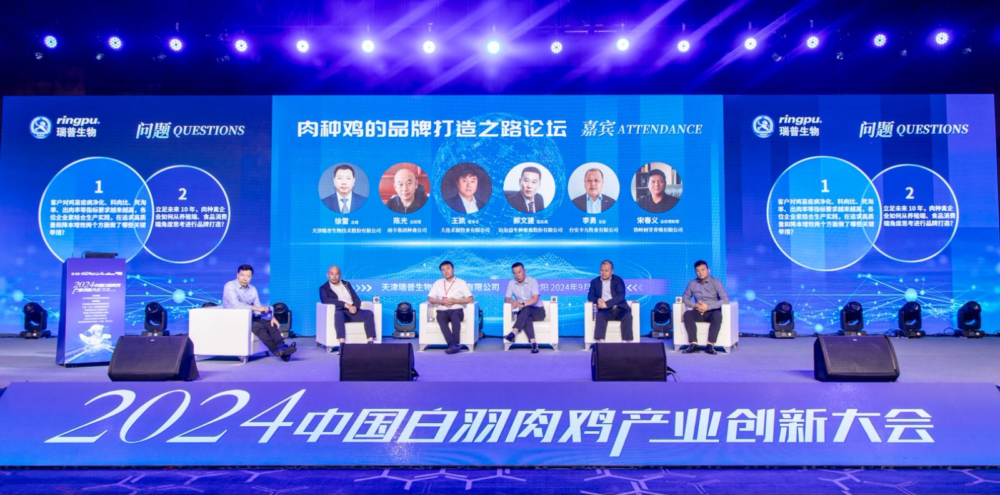 ringpu®
瑞普生物
问题 QUESTIONS
1
客户对鸡苗疫病净化、料肉比、死淘
率、出肉率等指标要求越来越高，各
位企业家结合生产实践，在追求高质
量和降本增效两个方面做了哪些关键
举措？
2
立足未来 10 年，肉种禽企
业如何从养殖端、食品消费
端角度思考进行品牌打造？
肉种鸡的品牌打造之路论坛 嘉宾 ATTENDANCE
徐雷 总裁
天津瑞普生物技术股份有限公司
陈光 总经理
雨丰集团种禽公司
王凯 董事长
大连禾源牧业有限公司
郝文建 副总裁
山东益生种畜禽股份有限公司
李勇 总裁
台安丰九牧业有限公司
宋春义 总经理助理
铁岭树芽养殖有限公司
天津瑞普生物 有限公司 阳 2024年9月
ringpu®
瑞普生物
问题 QUESTIONS
1
客户对鸡苗疫病净化、料肉比、死淘
率、出肉率等指标要求越来越高，各
位企业家结合生产实践，在追求高质
量和降本增效两个方面做了哪些关键
举措？
2
立足未来 10 年，肉种禽企
业如何从养殖端、食品消费
端角度思考进行品牌打造？
2024中国白羽肉鸡
产业创新大会
2024中国白羽肉鸡产业创新大会